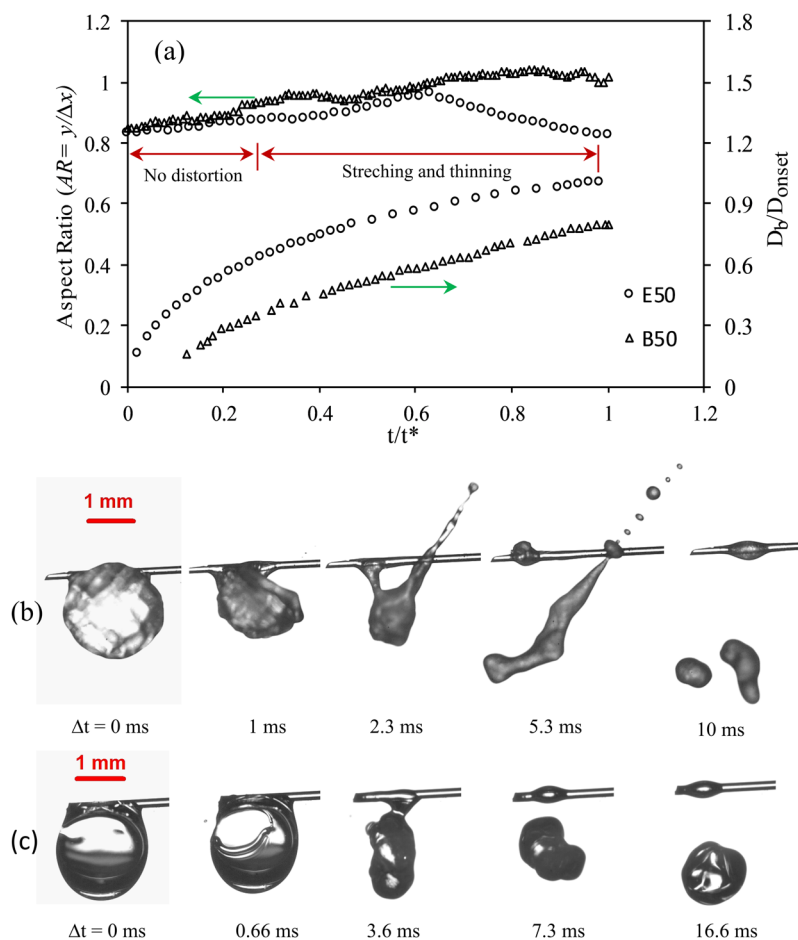 (a)
1.2
1
0.8
0.6
0.4
0.2
0
Aspect Ratio (AR= y/Δx)
1.8
1.5
1.2
0.9
0.6
0.3
0
D_b/D_onset
No distortion
Streching and thinning
E50
B50
0 0.2 0.4 0.6 0.8 1 1.2
t/t*
1 mm
(b)
Δt = 0 ms 1 ms 2.3 ms 5.3 ms 10 ms
1 mm
(c)
Δt = 0 ms 0.66 ms 3.6 ms 7.3 ms 16.6 ms